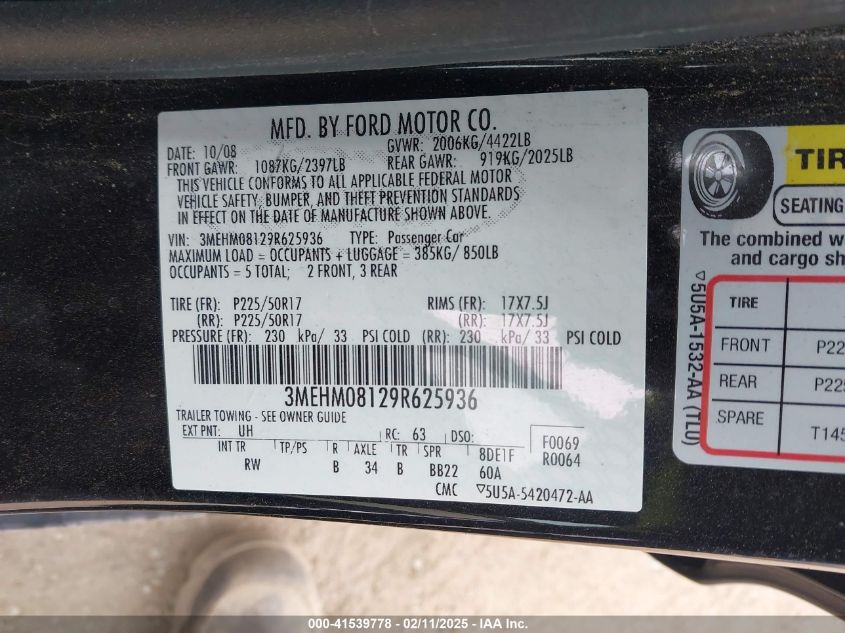 MFD. BY FORD MOTOR CO.
DATE: 10/08 GVWR: 2006KG/4422LB
FRONT GAWR: 1087KG/2397LB REAR GAWR: 919KG/2025LB
THIS VEHICLE CONFORMS TO ALL APPLICABLE FEDERAL MOTOR
VEHICLE SAFETY, BUMPER, AND THEFT PREVENTION STANDARDS
IN EFFECT ON THE DATE OF MANUFACTURE SHOWN ABOVE.
VIN: 3MEHM08129R625936 TYPE: Passenger Car
MAXIMUM LOAD = OCCUPANTS + LUGGAGE = 385KG/ 850LB
OCCUPANTS = 5 TOTAL; 2 FRONT, 3 REAR
TIRE (FR): P225/50R17 RIMS (FR): 17X7.5J
(RR): P225/50R17 (RR): 17X7.5J
PRESSURE (FR): 230 kPa/ 33 PSI COLD (RR): 230 kPa/ 33 PSI COLD
3MEHM08129R625936
TRAILER TOWING - SEE OWNER GUIDE
EXT PNT: UH RC: 63 DSO: F0069
INT TR TP/PS R AXLE TR SPR 8DE1F R0064
RW B 34 B BB22 60A
CMC ▽5U5A-5420472-AA
TIR
SEATING
The combined w
and cargo sh
TIRE
FRONT P22
REAR P225
SPARE T145
▽5U5A-1532-AA (TLU)
000-41539778 - 02/11/2025 - IAA Inc.